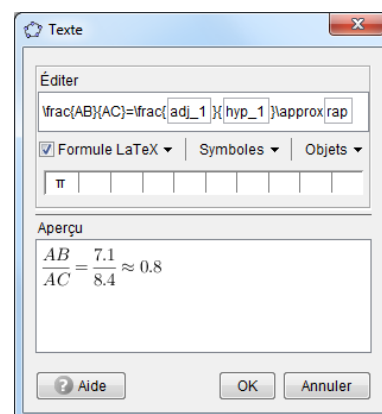 Texte
Éditer
\frac{AB}{AC}=\frac{ adj_1 }{ hyp_1 }\approx rap
Formule LaTeX Symboles Objets
π
Aperçu
AB/AC = 7.1/8.4 ≈ 0.8
Aide OK Annuler